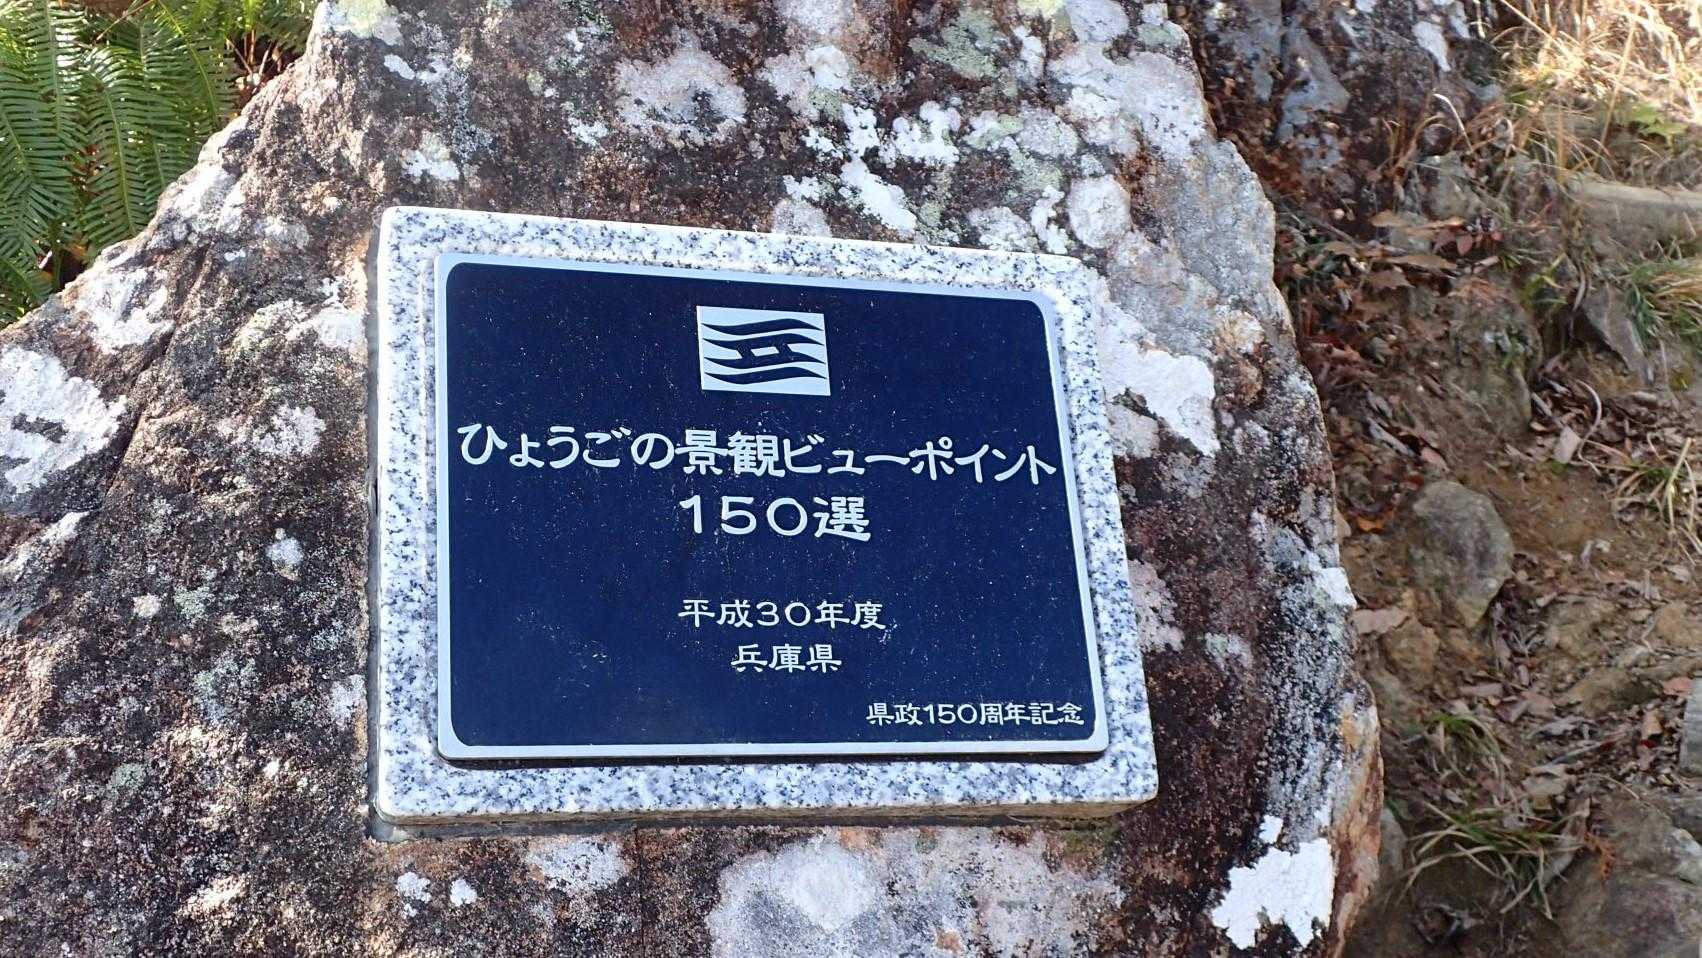 ひょうごの景観ビューポイント
150選
平成30年度
兵庫県
県政150周年記念